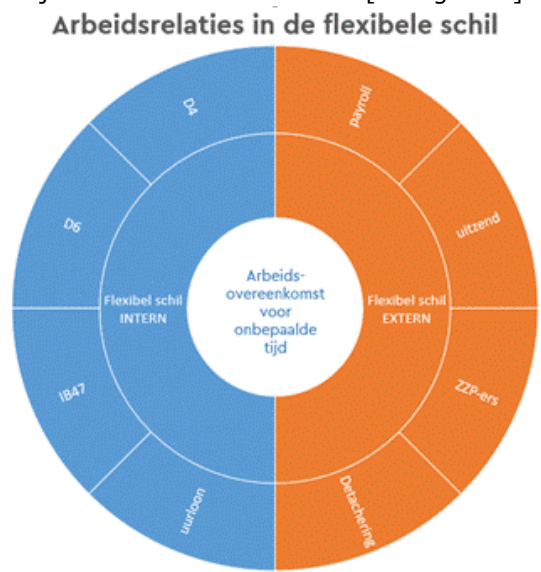 Arbeidsrelaties in de flexibele schil
D4
payroll
D6
uitzend
Arbeids-
overeenkomst
voor
onbepaalde
tijd
Flexibel schil
INTERN
Flexibel schil
EXTERN
IB47
ZZP-ers
uurloon
Detachering